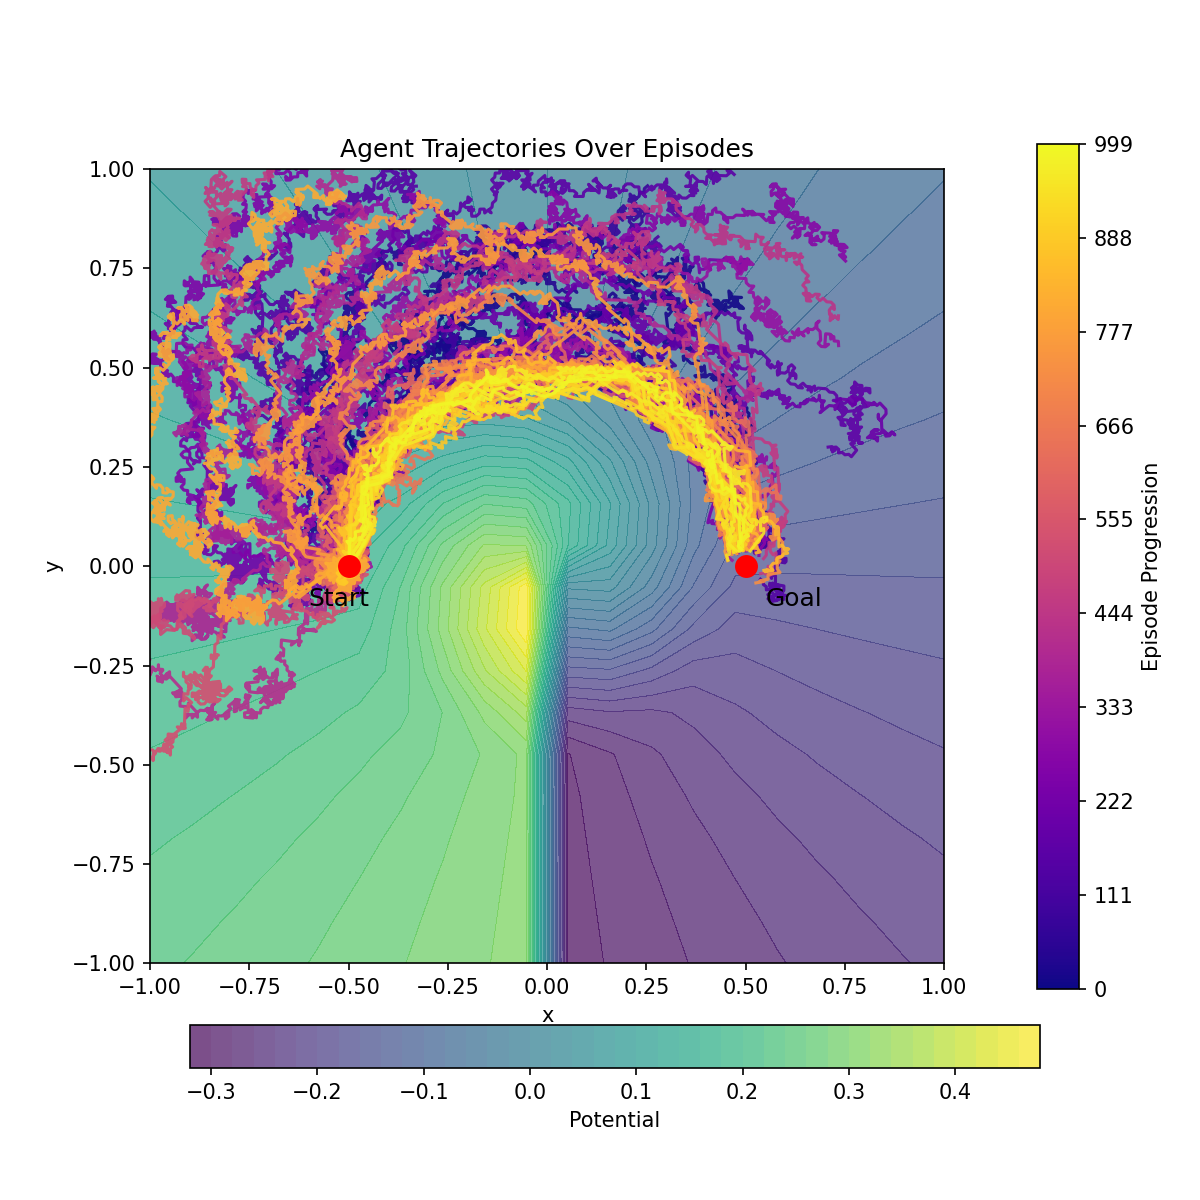 Agent Trajectories Over Episodes
1.00
0.75
0.50
0.25
0.00
−0.25
−0.50
−0.75
−1.00
y
Start
Goal
−1.00 −0.75 −0.50 −0.25 0.00 0.25 0.50 0.75 1.00
x
999
888
777
666
555
444
333
222
111
0
Episode Progression
−0.3 −0.2 −0.1 0.0 0.1 0.2 0.3 0.4
Potential